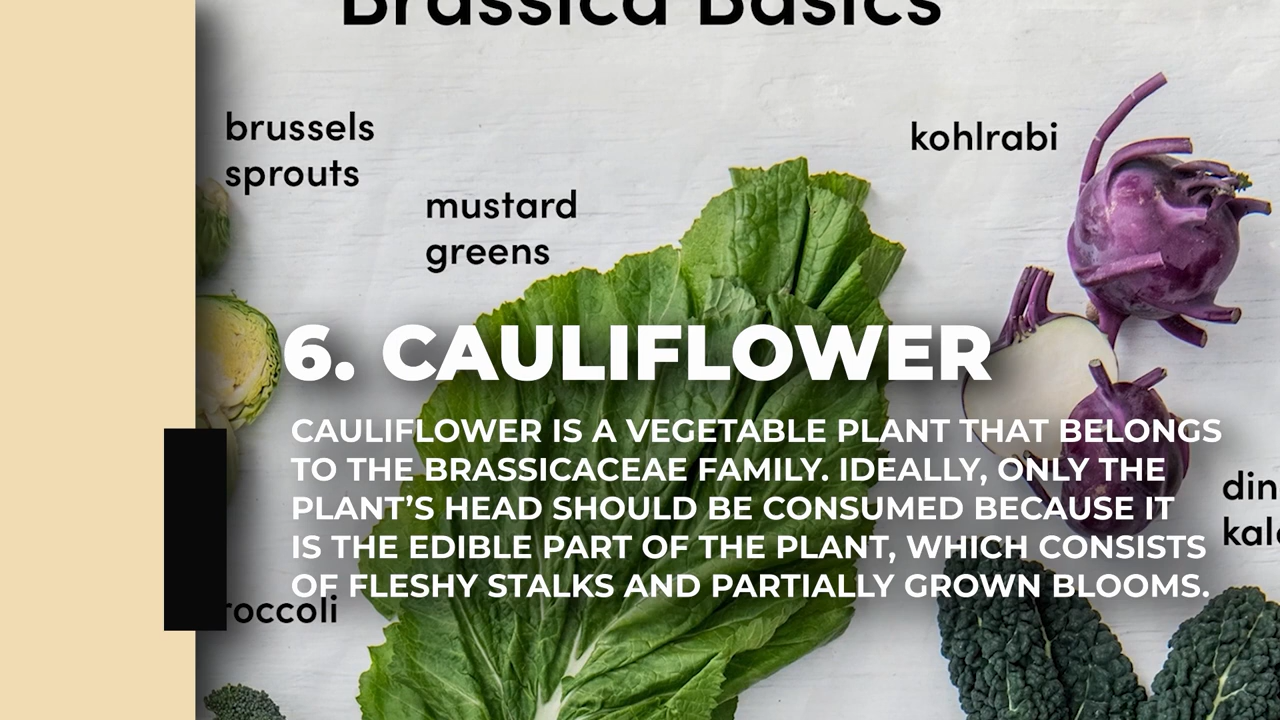 Brassica Basics
brussels
sprouts
kohlrabi
mustard
greens
6. CAULIFLOWER
CAULIFLOWER IS A VEGETABLE PLANT THAT BELONGS
TO THE BRASSICACEAE FAMILY. IDEALLY, ONLY THE
PLANT'S HEAD SHOULD BE CONSUMED BECAUSE IT
IS THE EDIBLE PART OF THE PLANT, WHICH CONSISTS
OF FLESHY STALKS AND PARTIALLY GROWN BLOOMS.
din
kale
roccoli